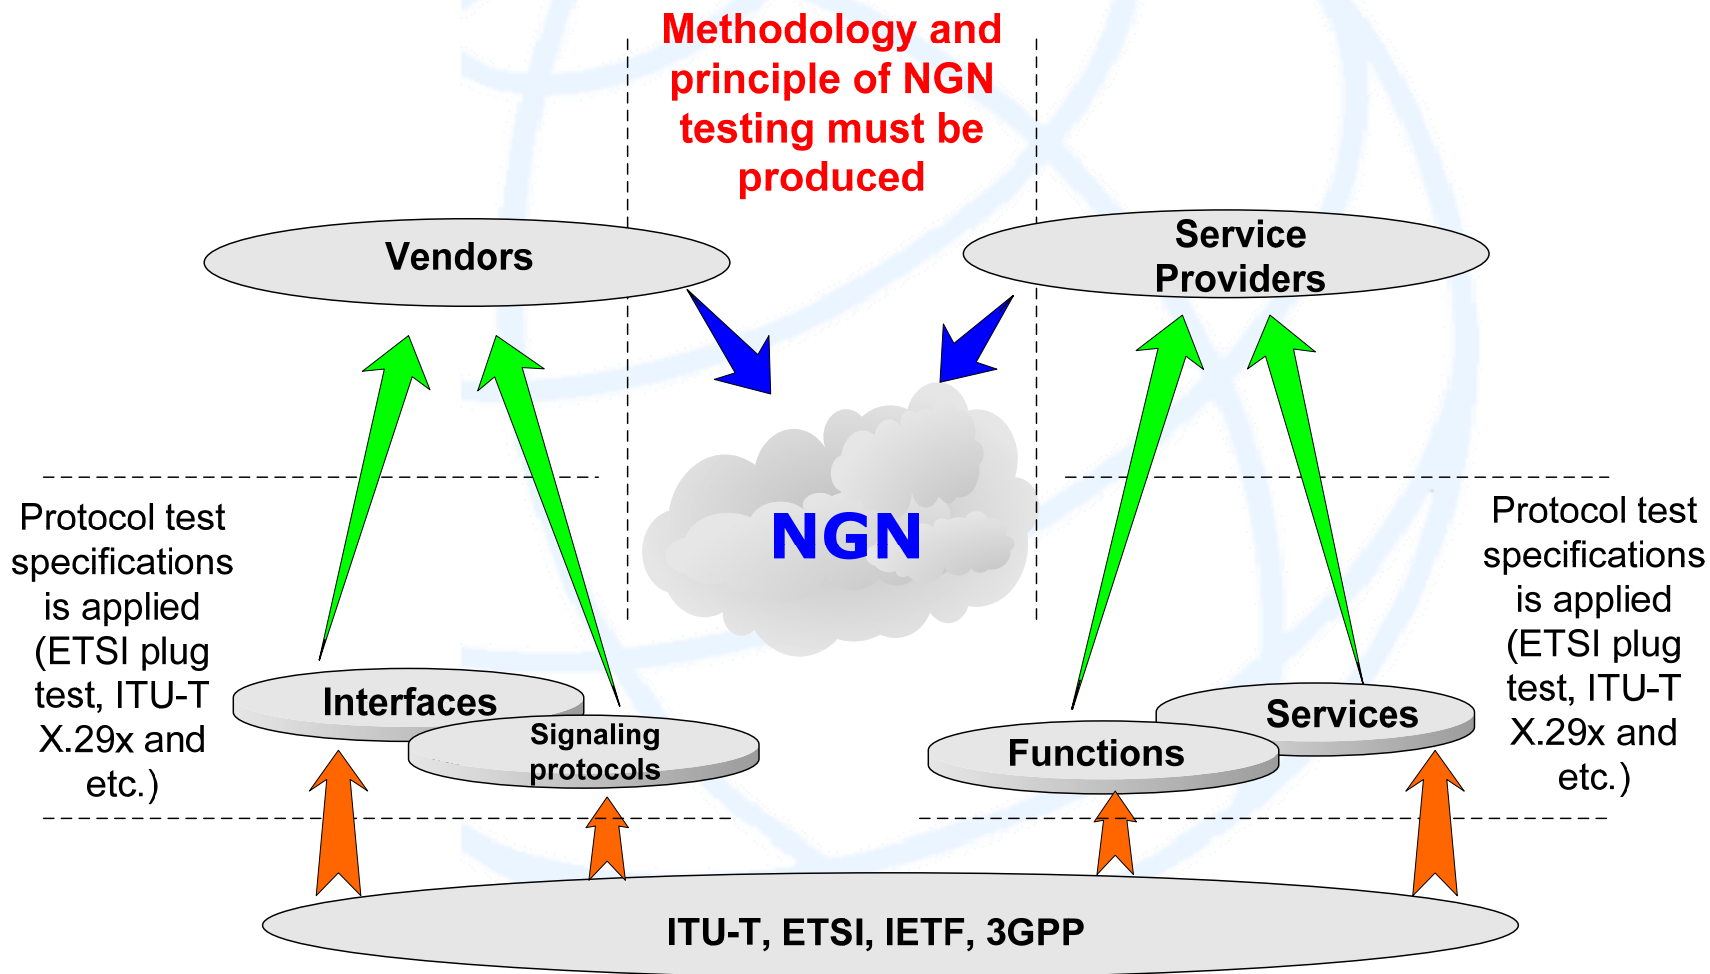 Methodology and
principle of NGN
testing must be
produced
Vendors
Service
Providers
NGN
Protocol test
specifications
is applied
(ETSI plug
test, ITU-T
X.29x and
etc.)
Protocol test
specifications
is applied
(ETSI plug
test, ITU-T
X.29x and
etc.)
Interfaces
Signaling
protocols
Services
Functions
ITU-T, ETSI, IETF, 3GPP